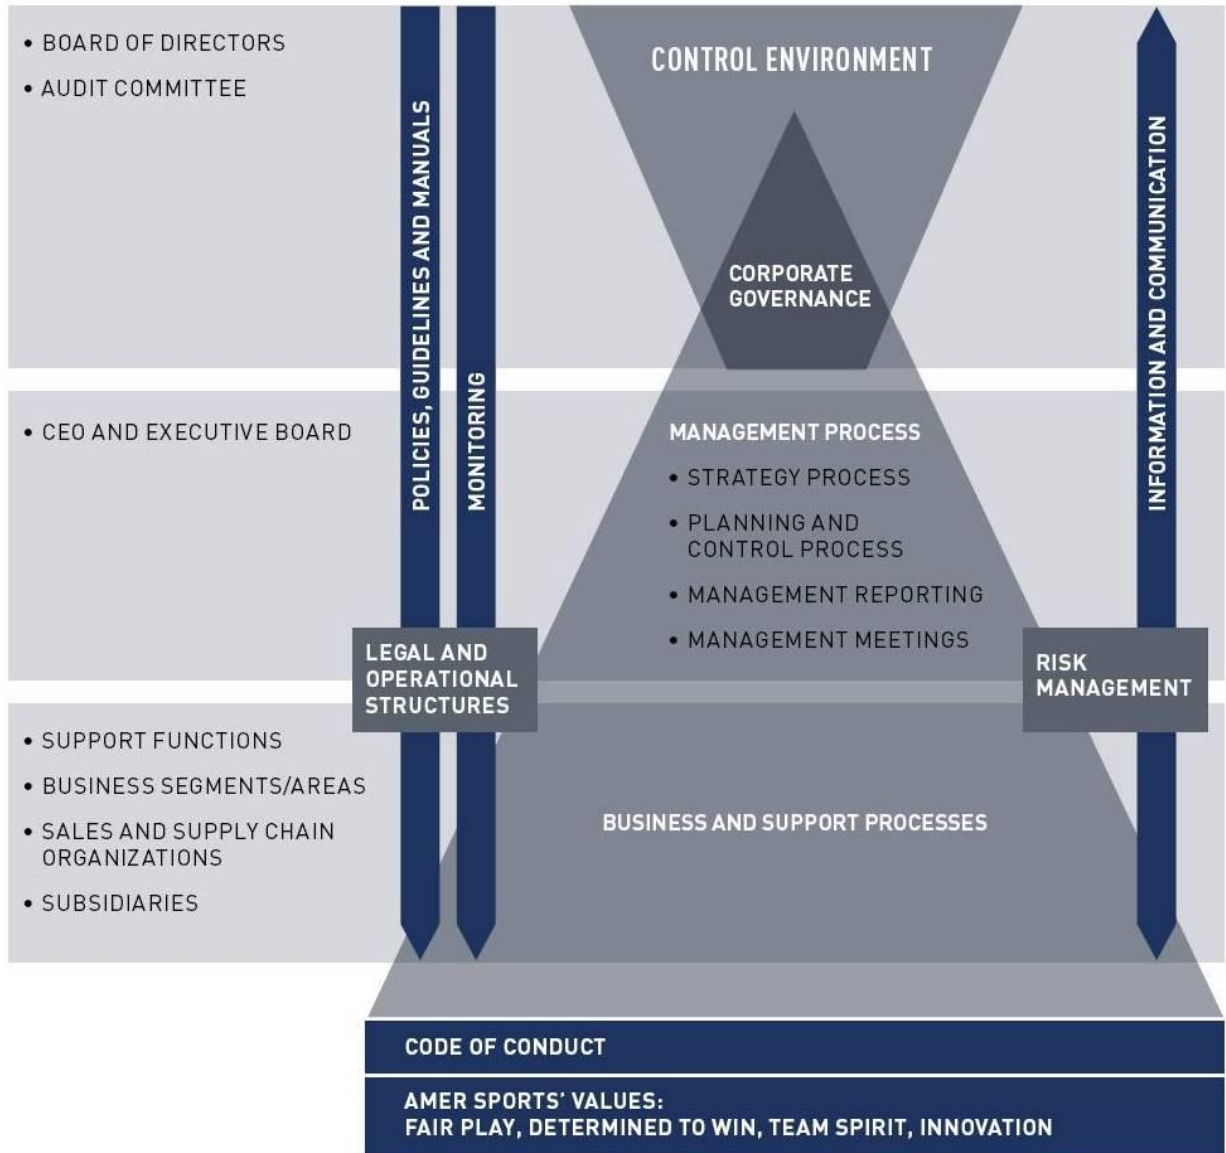 • BOARD OF DIRECTORS
• AUDIT COMMITTEE
POLICIES, GUIDELINES AND MANUALS
MONITORING
CONTROL ENVIRONMENT
CORPORATE
GOVERNANCE
INFORMATION AND COMMUNICATION
• CEO AND EXECUTIVE BOARD
MANAGEMENT PROCESS
• STRATEGY PROCESS
• PLANNING AND
CONTROL PROCESS
• MANAGEMENT REPORTING
• MANAGEMENT MEETINGS
LEGAL AND
OPERATIONAL
STRUCTURES
RISK
MANAGEMENT
• SUPPORT FUNCTIONS
• BUSINESS SEGMENTS/AREAS
• SALES AND SUPPLY CHAIN
ORGANIZATIONS
• SUBSIDIARIES
BUSINESS AND SUPPORT PROCESSES
CODE OF CONDUCT
AMER SPORTS’ VALUES:
FAIR PLAY, DETERMINED TO WIN, TEAM SPIRIT, INNOVATION